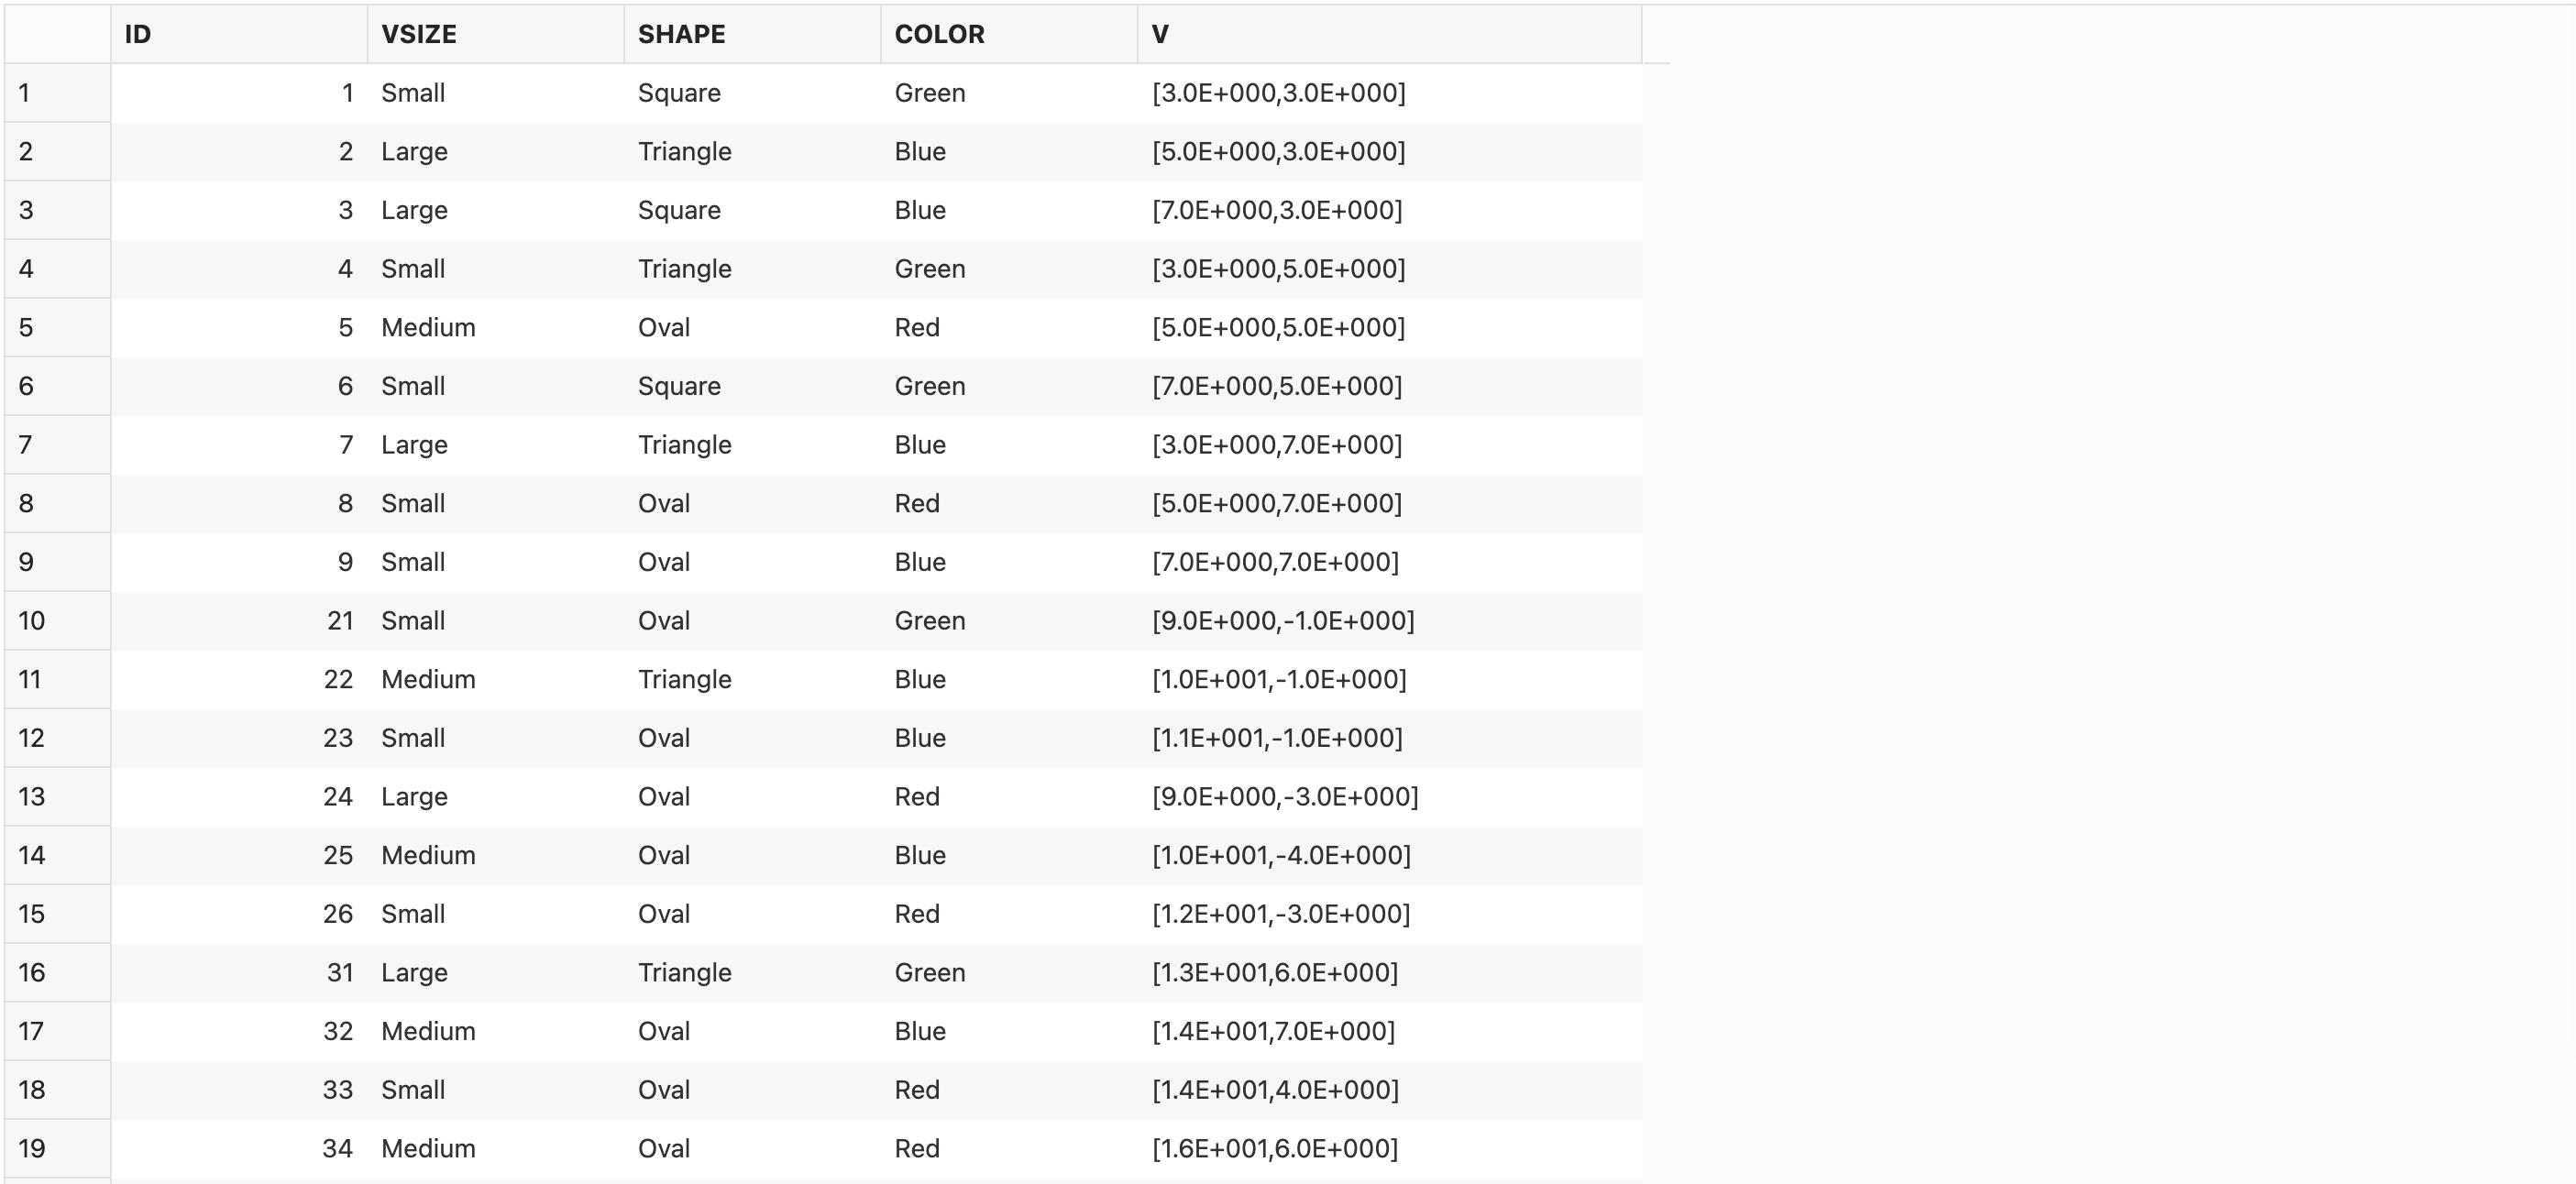 ID VSIZE SHAPE COLOR V
1 1 Small Square Green [3.0E+000,3.0E+000]
2 2 Large Triangle Blue [5.0E+000,3.0E+000]
3 3 Large Square Blue [7.0E+000,3.0E+000]
4 4 Small Triangle Green [3.0E+000,5.0E+000]
5 5 Medium Oval Red [5.0E+000,5.0E+000]
6 6 Small Square Green [7.0E+000,5.0E+000]
7 7 Large Triangle Blue [3.0E+000,7.0E+000]
8 8 Small Oval Red [5.0E+000,7.0E+000]
9 9 Small Oval Blue [7.0E+000,7.0E+000]
10 21 Small Oval Green [9.0E+000,-1.0E+000]
11 22 Medium Triangle Blue [1.0E+001,-1.0E+000]
12 23 Small Oval Blue [1.1E+001,-1.0E+000]
13 24 Large Oval Red [9.0E+000,-3.0E+000]
14 25 Medium Oval Blue [1.0E+001,-4.0E+000]
15 26 Small Oval Red [1.2E+001,-3.0E+000]
16 31 Large Triangle Green [1.3E+001,6.0E+000]
17 32 Medium Oval Blue [1.4E+001,7.0E+000]
18 33 Small Oval Red [1.4E+001,4.0E+000]
19 34 Medium Oval Red [1.6E+001,6.0E+000]